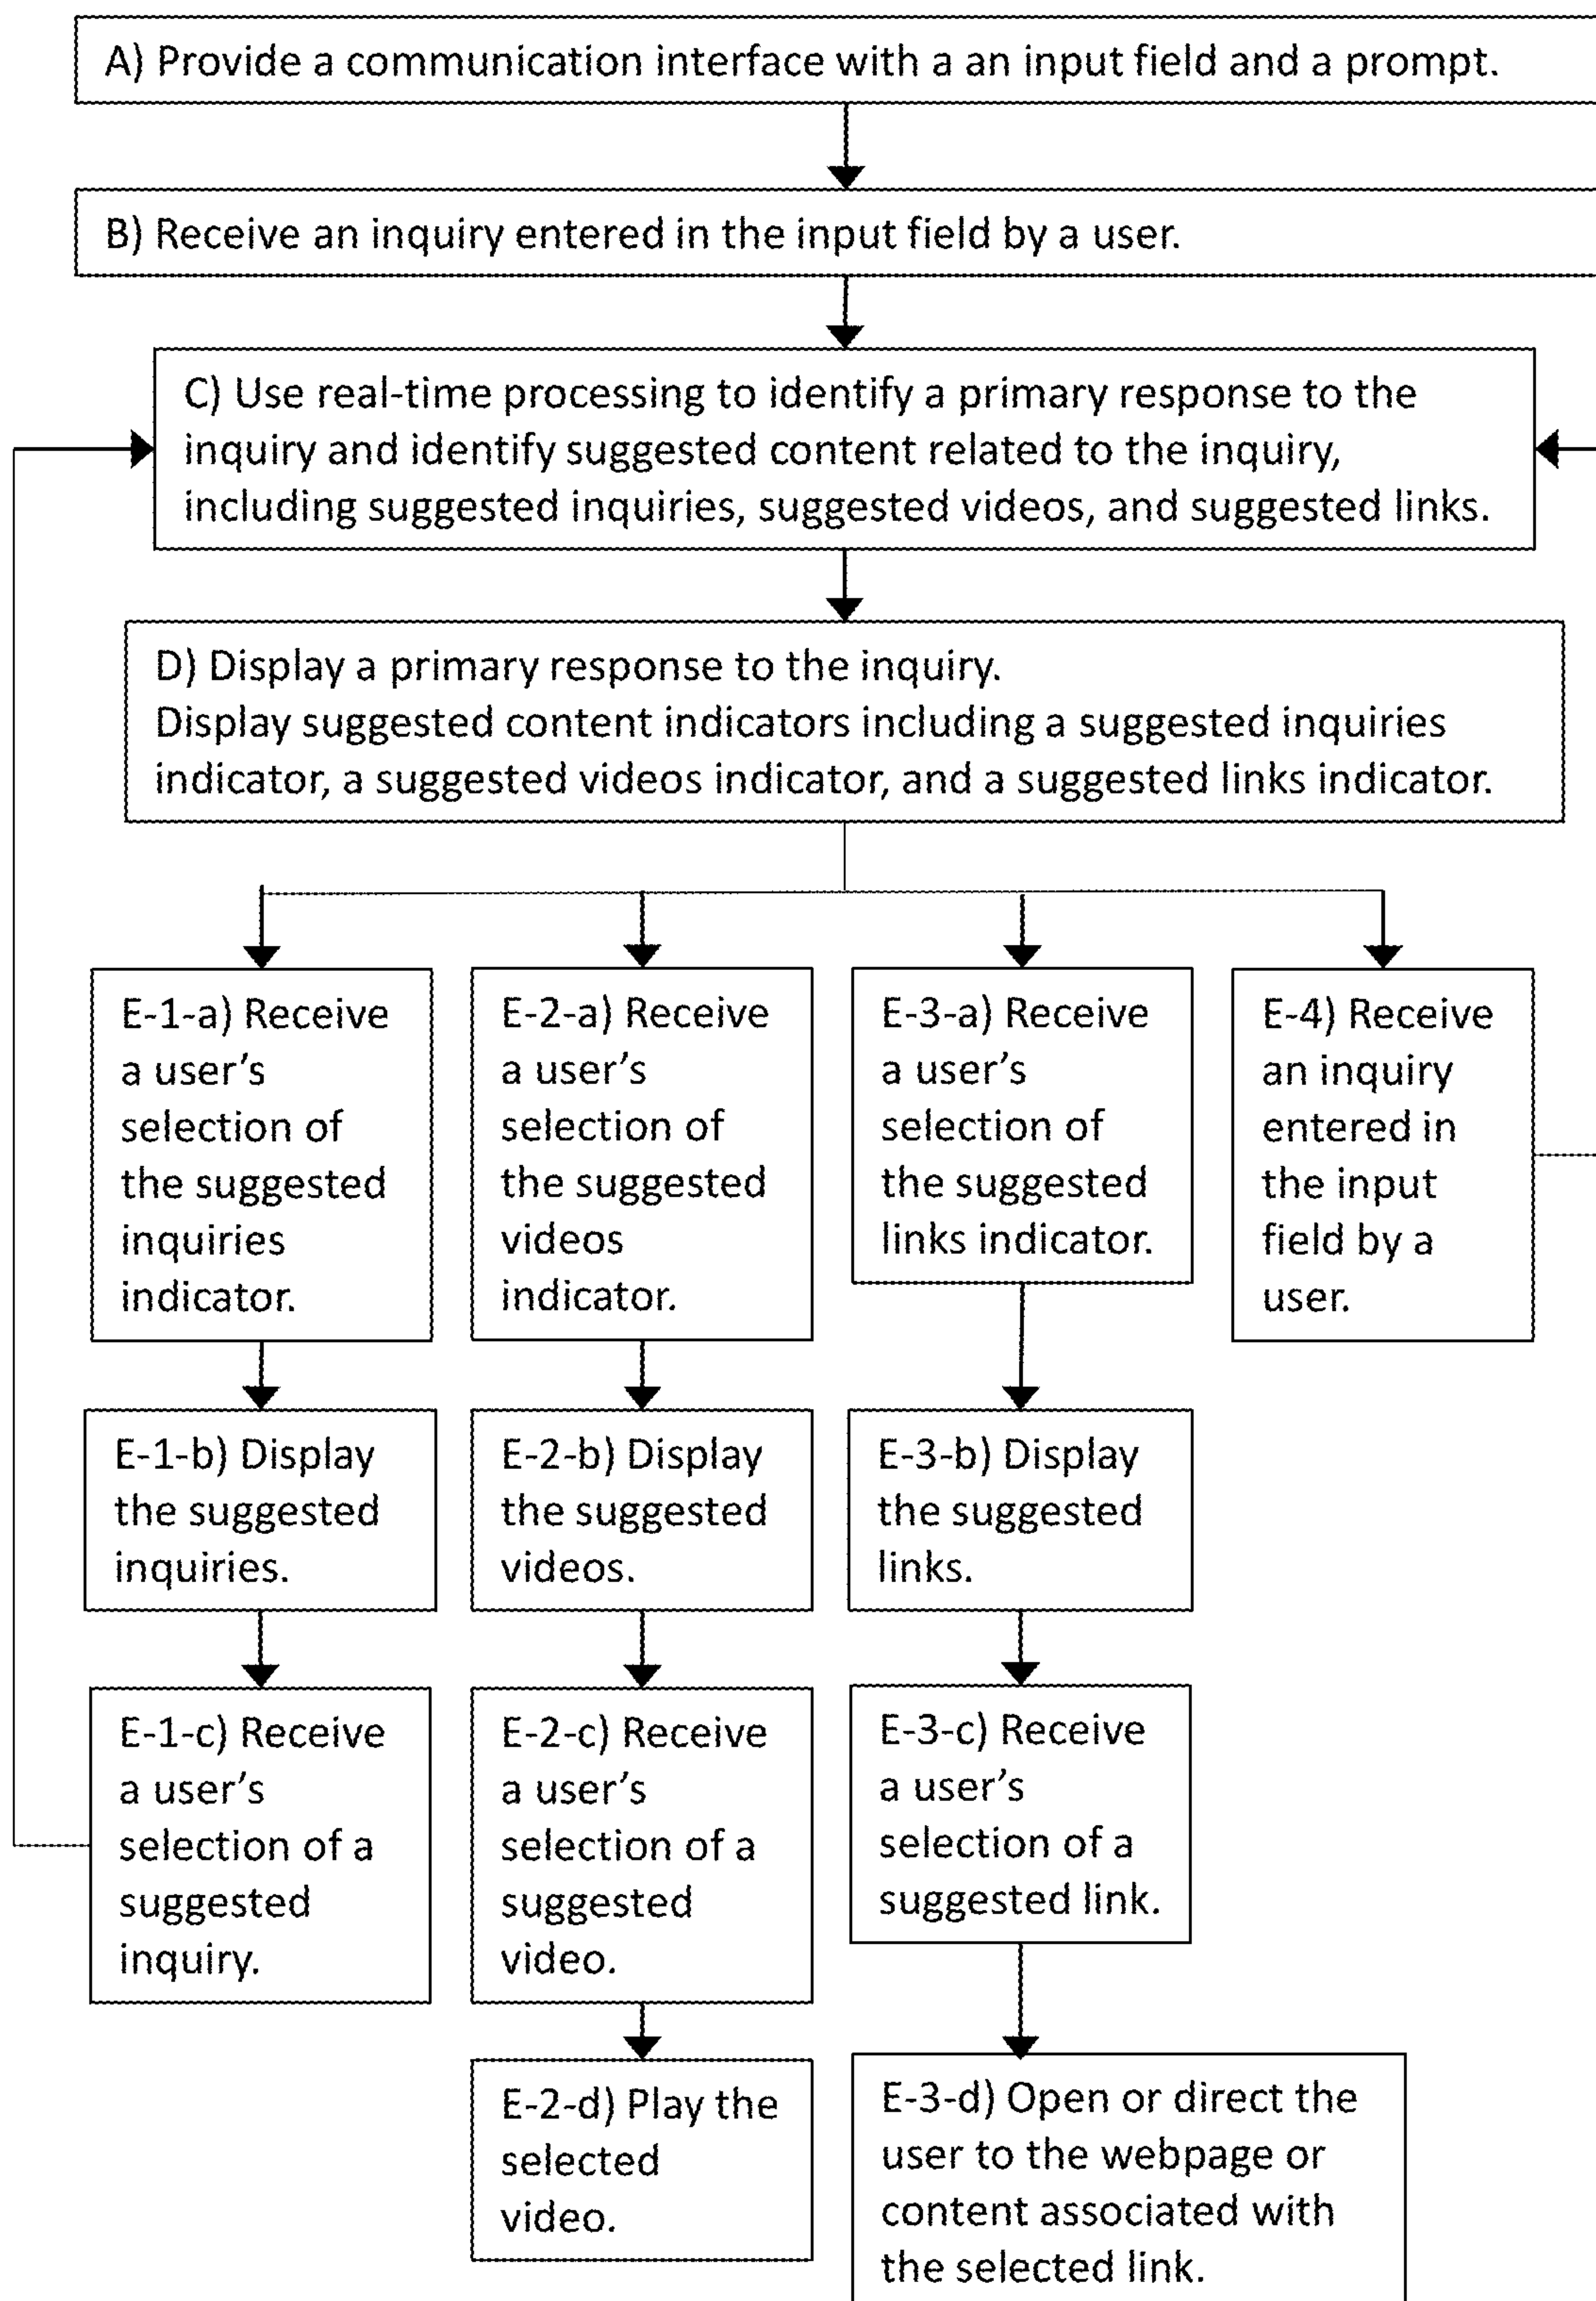 A) Provide a communication interface with a an input field and a prompt.
B) Receive an inquiry entered in the input field by a user.
C) Use real-time processing to identify a primary response to the
inquiry and identify suggested content related to the inquiry,
including suggested inquiries, suggested videos, and suggested links.
D) Display a primary response to the inquiry.
Display suggested content indicators including a suggested inquiries
indicator, a suggested videos indicator, and a suggested links indicator.
E-1-a) Receive
a user’s
selection of
the suggested
inquiries
indicator.
E-2-a) Receive
a user’s
selection of
the suggested
videos
indicator.
E-3-a) Receive
a user’s
selection of
the suggested
links indicator.
E-4) Receive
an inquiry
entered in
the input
field by a
user.
E-1-b) Display
the suggested
inquiries.
E-2-b) Display
the suggested
videos.
E-3-b) Display
the suggested
links.
E-1-c) Receive
a user’s
selection of a
suggested
inquiry.
E-2-c) Receive
a user’s
selection of a
suggested
video.
E-3-c) Receive
a user’s
selection of a
suggested link.
E-2-d) Play the
selected
video.
E-3-d) Open or direct the
user to the webpage or
content associated with
the selected link.